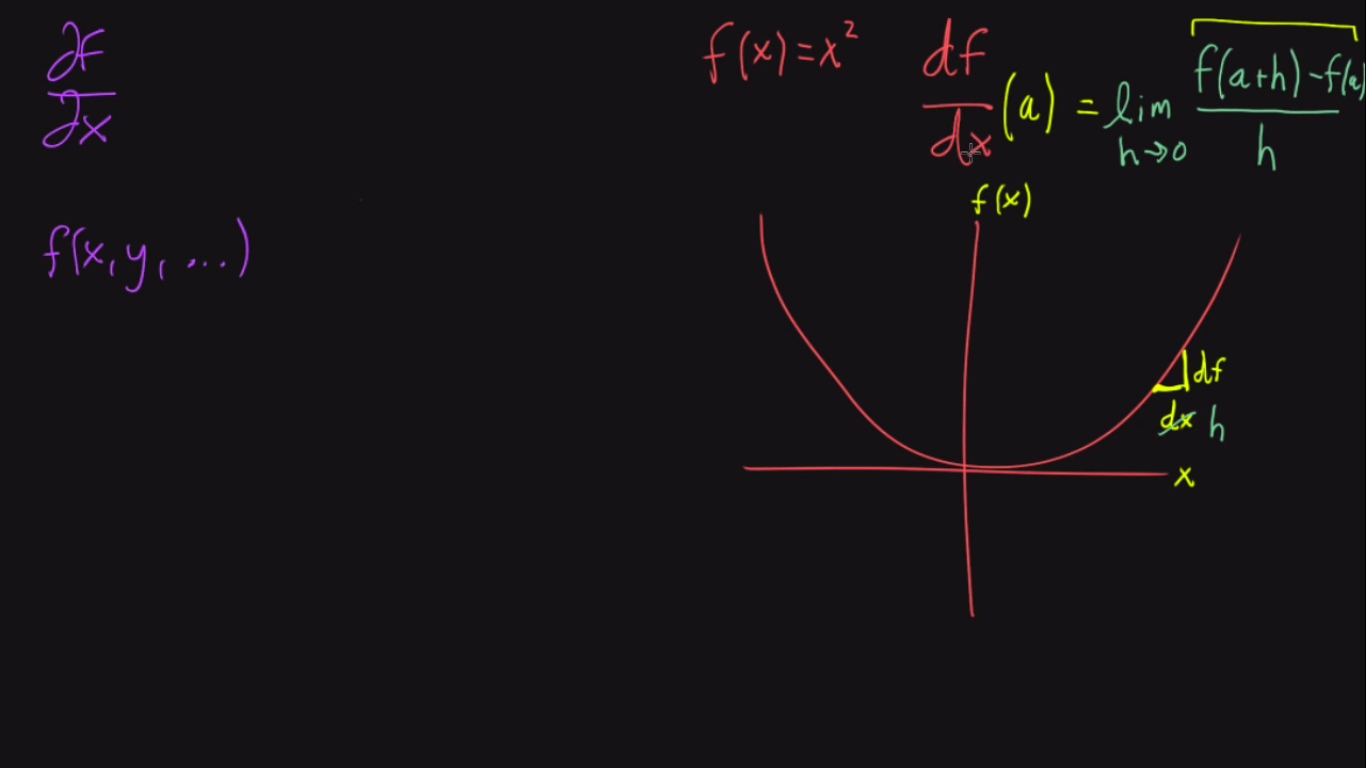 ∂f/∂x
f(x, y, ...)
f(x) = x² df/dx (a) = lim h→0 (f(a+h) - f(a))/h
f(x)
df
dx h
x